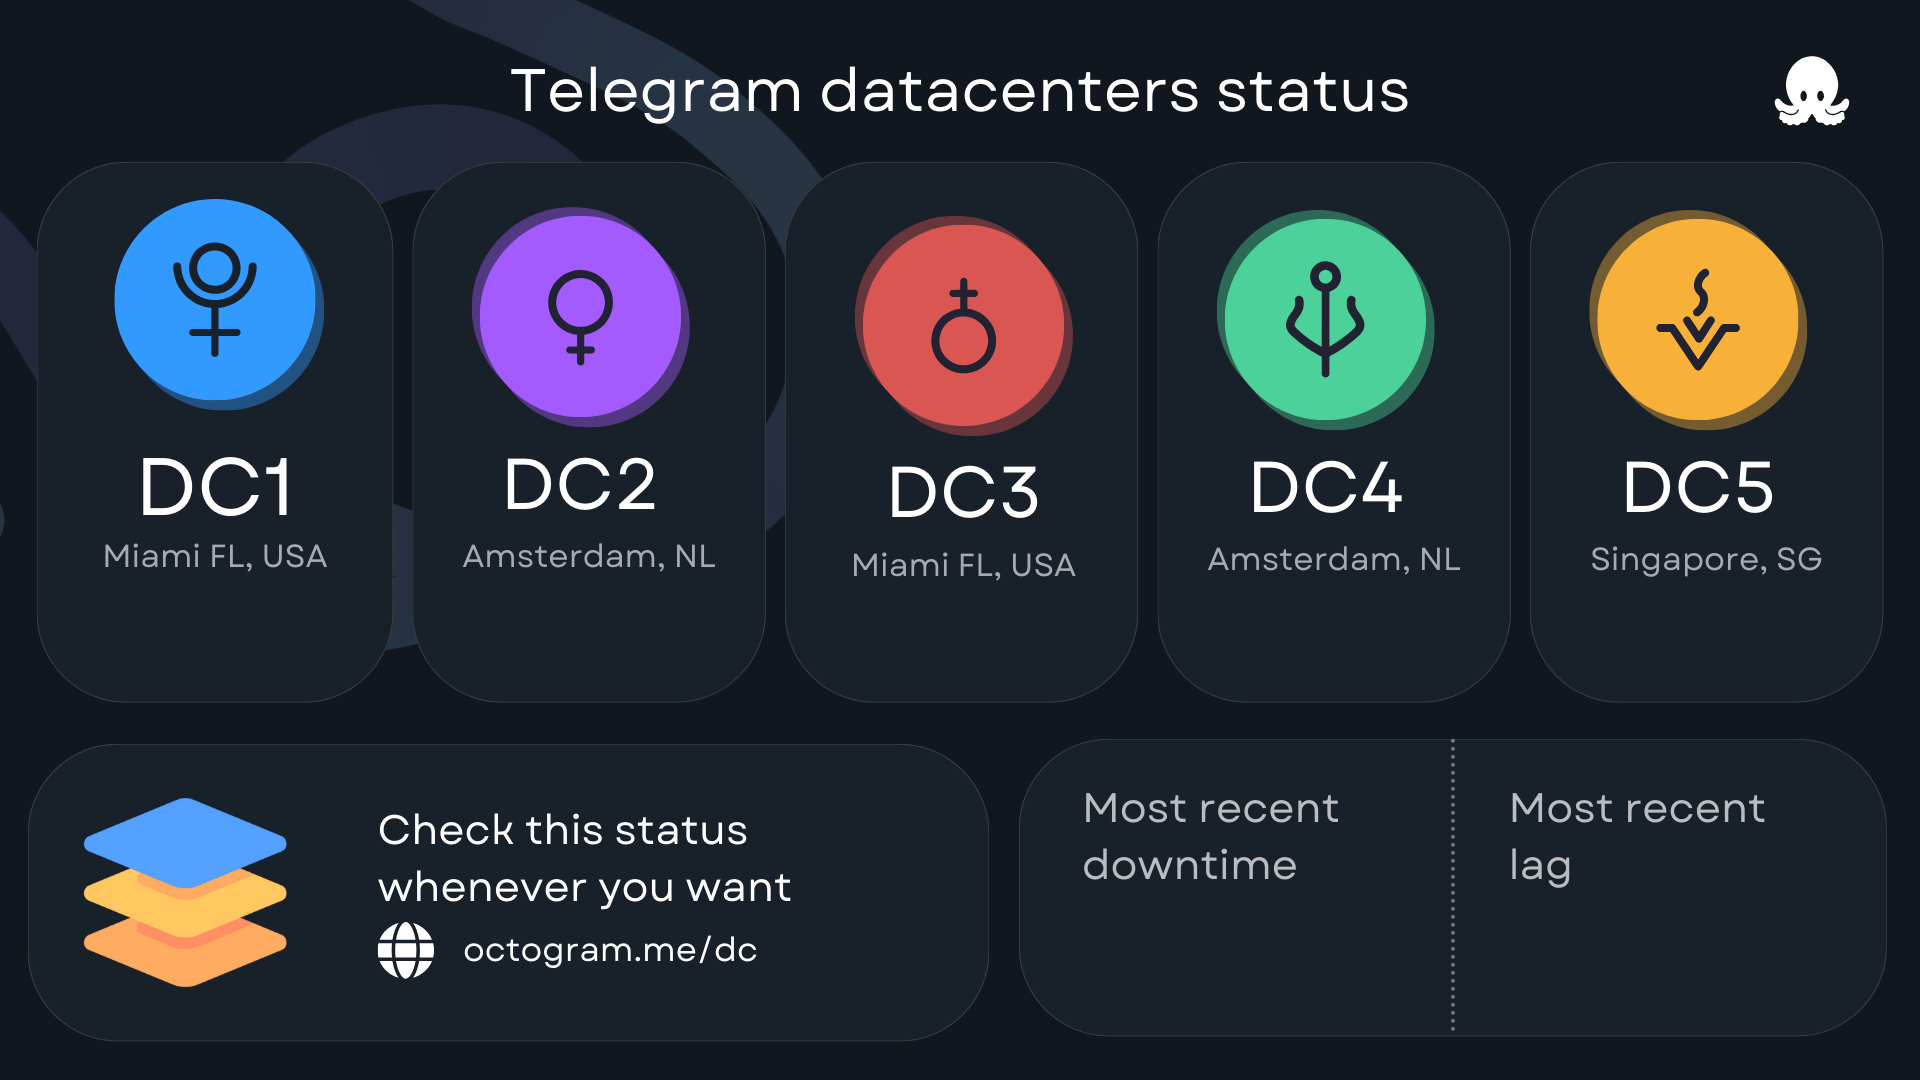 Telegram datacenters status
DC1
Miami FL, USA
DC2
Amsterdam, NL
DC3
Miami FL, USA
DC4
Amsterdam, NL
DC5
Singapore, SG
Check this status
whenever you want
octogram.me/dc
Most recent
downtime
Most recent
lag